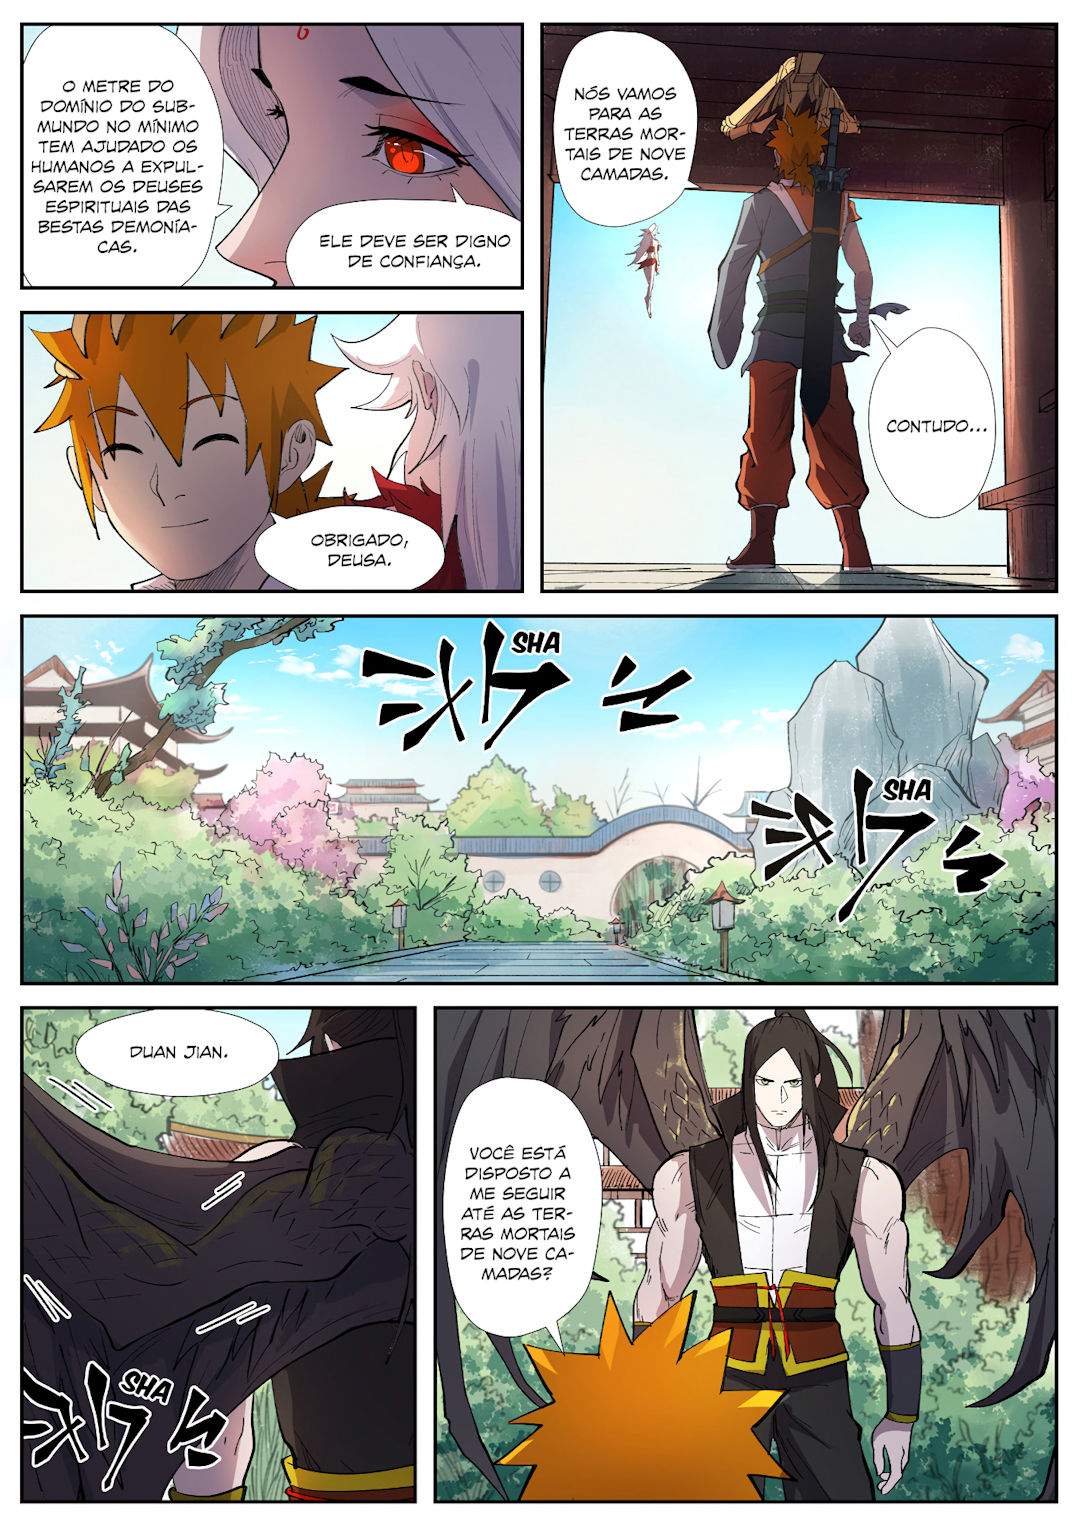 O METRE DO
DOMÍNIO DO SUB-
MUNDO NO MÍNIMO
TEM AJUDADO OS
HUMANOS A EXPUL-
SAREM OS DEUSES
ESPIRITUAIS DAS
BESTAS DEMONÍA-
CAS.
ELE DEVE SER DIGNO
DE CONFIANÇA.
NÓS VAMOS
PARA AS
TERRAS MOR-
TAIS DE NOVE
CAMADAS.
CONTUDO...
OBRIGADO,
DEUSA.
SHA
SHA
DUAN JIAN.
SHA
VOCÊ ESTÁ
DISPOSTO A
ME SEGUIR
ATÉ AS TER-
RAS MORTAIS
DE NOVE CA-
MADAS?